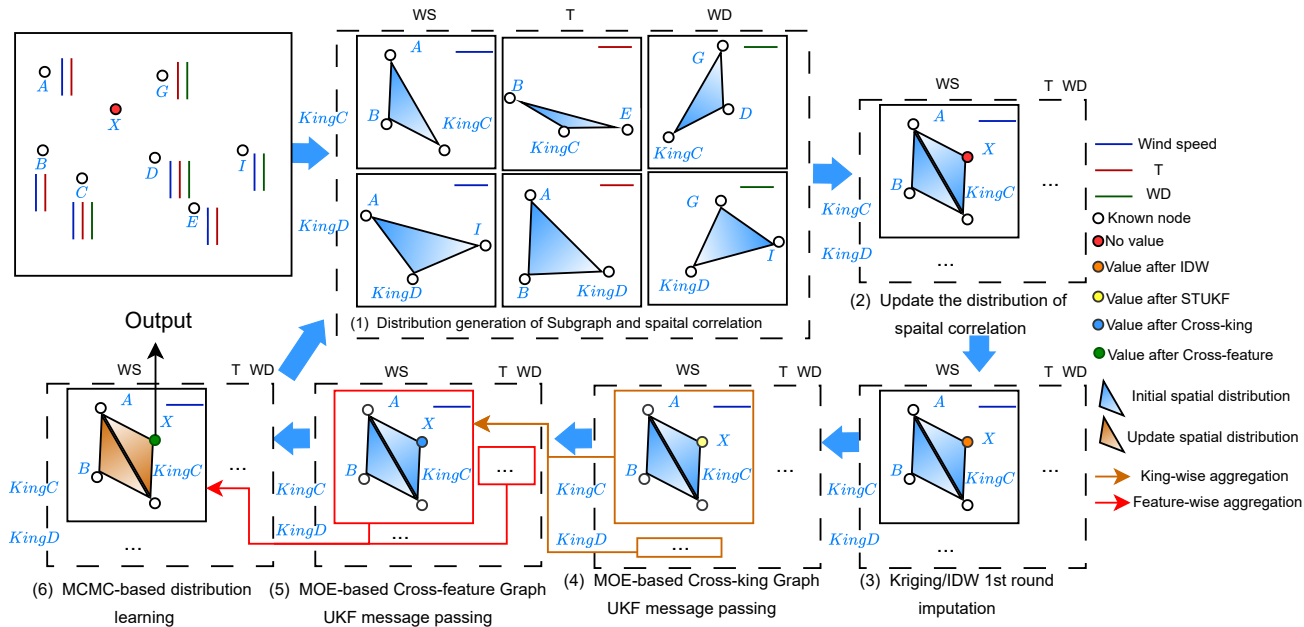 WS
T
WD
A
G
X
B
C
D
I
E
KingC
KingD
A
B
KingC
B
E
KingC
G
D
KingC
A
I
KingD
A
B
KingD
G
I
KingD
(1) Distribution generation of Subgraph and spaital correlation
WS
T WD
A
X
B
KingC
...
KingC
KingD
...
(2) Update the distribution of
spaital correlation
Wind speed
T
WD
Known node
No value
Value after IDW
Value after STUKF
Value after Cross-king
Value after Cross-feature
Initial spatial distribution
Update spatial distribution
King-wise aggregation
Feature-wise aggregation
Output
WS
T WD
A
X
B
KingC
...
KingC
KingD
...
(6) MCMC-based distribution
learning
WS
T WD
A
X
B
KingC
...
KingC
KingD
...
(5) MOE-based Cross-feature Graph
UKF message passing
WS
T WD
A
X
B
KingC
...
KingC
KingD
...
(4) MOE-based Cross-king Graph
UKF message passing
WS
T WD
A
X
B
KingC
...
KingC
KingD
...
(3) Kriging/IDW 1st round
imputation